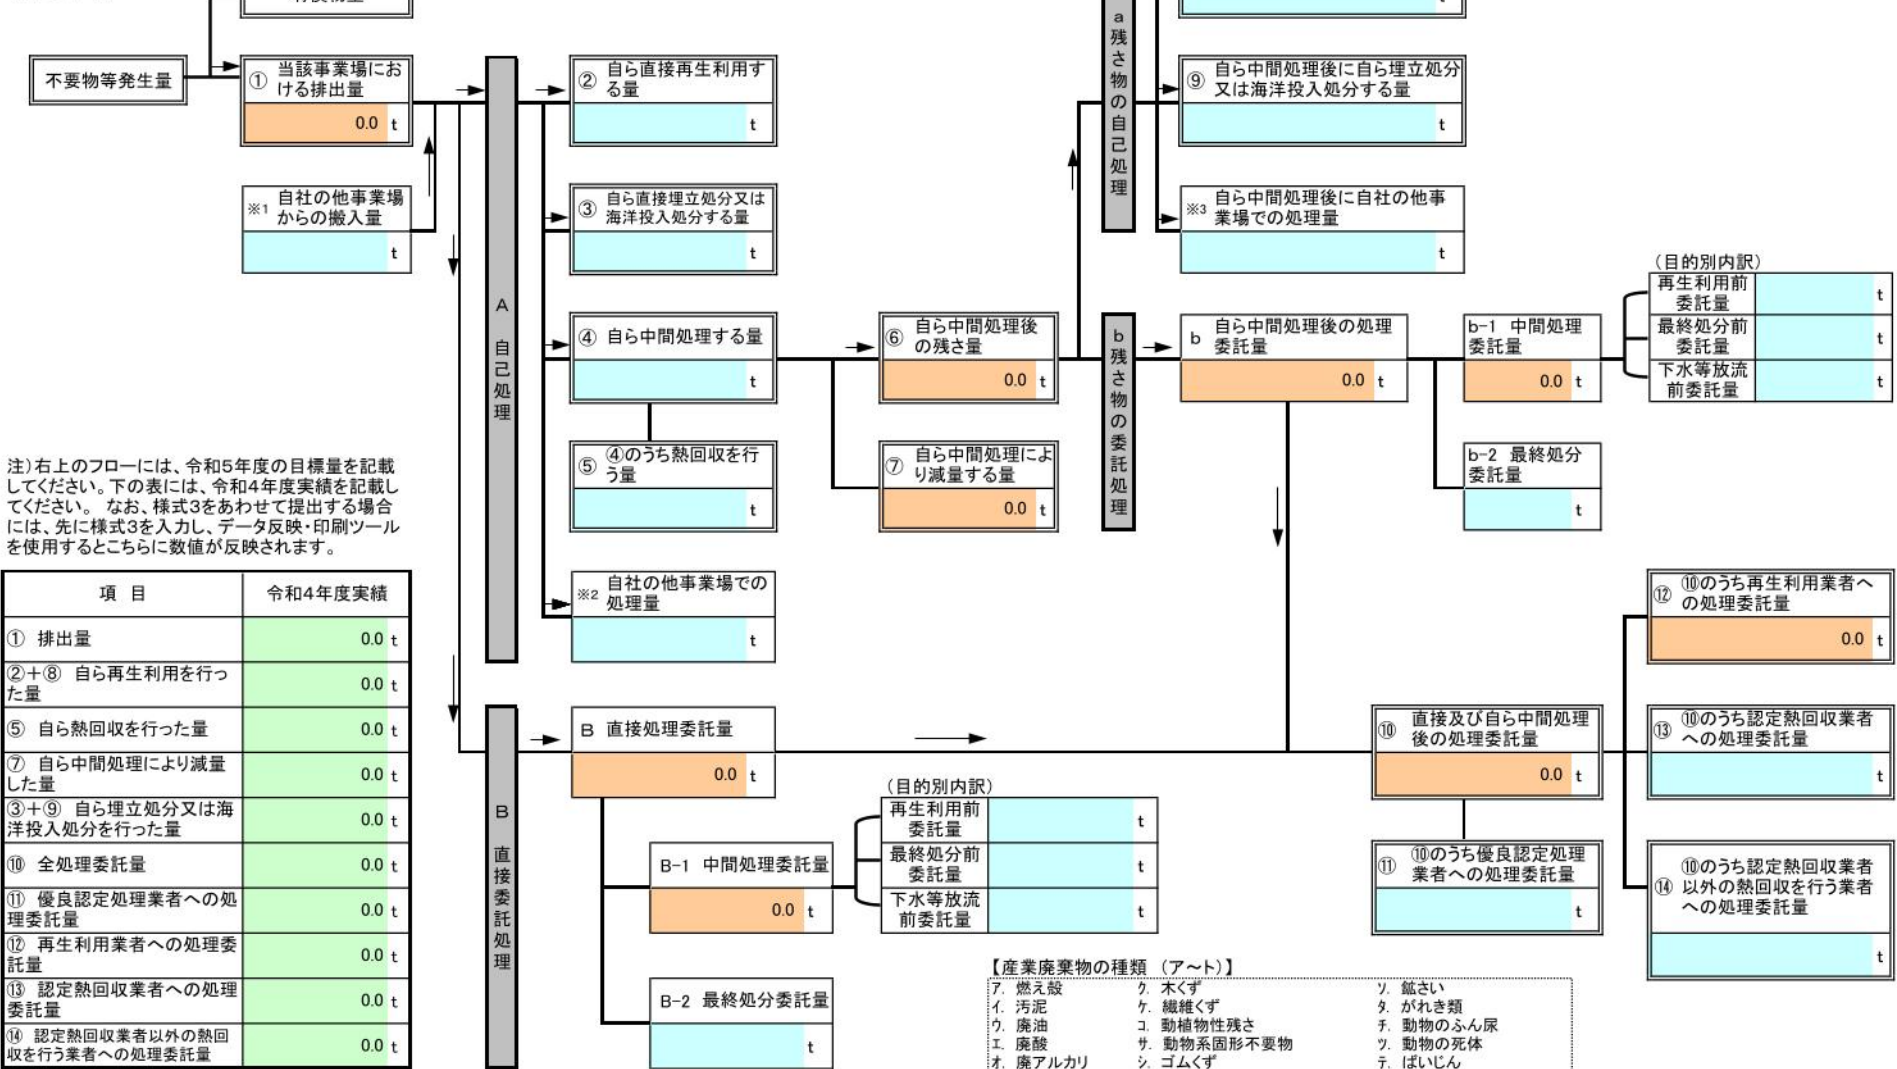 不要物等発生量
① 当該事業場にお
ける排出量
0.0 t
※1 自社の他事業場
からの搬入量
t
A 自己処理
② 自ら直接再生利用す
る量
t
③ 自ら直接埋立処分又は
海洋投入処分する量
t
④ 自ら中間処理する量
t
⑤ ④のうち熱回収を行
う量
t
※2 自社の他事業場での
処理量
t
⑥ 自ら中間処理後
の残さ量
0.0 t
⑦ 自ら中間処理によ
り減量する量
0.0 t
a残さ物の自己処理
t
⑨ 自ら中間処理後に自ら埋立処分
又は海洋投入処分する量
t
※3 自ら中間処理後に自社の他事
業場での処理量
t
b残さ物の委託処理
b 自ら中間処理後の処理
委託量
0.0 t
b-1 中間処理
委託量
0.0 t
(目的別内訳)
再生利用前
委託量
t
最終処分前
委託量
t
下水等放流
前委託量
t
b-2 最終処分
委託量
t
注)右上のフローには、令和5年度の目標量を記載
してください。下の表には、令和4年度実績を記載し
てください。 なお、様式3をあわせて提出する場合
には、先に様式3を入力し、データ反映・印刷ツール
を使用するとこちらに数値が反映されます。
項 目 令和4年度実績
① 排出量 0.0 t
②+⑧ 自ら再生利用を行っ
た量 0.0 t
⑤ 自ら熱回収を行った量 0.0 t
⑦ 自ら中間処理により減量
した量 0.0 t
③+⑨ 自ら埋立処分又は海
洋投入処分を行った量 0.0 t
⑩ 全処理委託量 0.0 t
⑪ 優良認定処理業者への処
理委託量 0.0 t
⑫ 再生利用業者への処理委
託量 0.0 t
⑬ 認定熱回収業者への処理
委託量 0.0 t
⑭ 認定熱回収業者以外の熱回
収を行う業者への処理委託量 0.0 t
B 直接委託処理
B 直接処理委託量
0.0 t
B-1 中間処理委託量
0.0 t
(目的別内訳)
再生利用前
委託量
t
最終処分前
委託量
t
下水等放流
前委託量
t
B-2 最終処分委託量
t
⑩ 直接及び自ら中間処理
後の処理委託量
0.0 t
⑪ ⑩のうち優良認定処理
業者への処理委託量
t
⑫ ⑩のうち再生利用業者へ
の処理委託量
0.0 t
⑬ ⑩のうち認定熱回収業者
への処理委託量
t
⑭ ⑩のうち認定熱回収業者
以外の熱回収を行う業者
への処理委託量
t
【産業廃棄物の種類 (ア~ト)】
ア. 燃え殻 ク. 木くず ソ. 鉱さい
イ. 汚泥 ケ. 繊維くず タ. がれき類
ウ. 廃油 コ. 動植物性残さ チ. 動物のふん尿
エ. 廃酸 サ. 動物系固形不要物 ツ. 動物の死体
オ. 廃アルカリ シ. ゴムくず テ. ばいじん